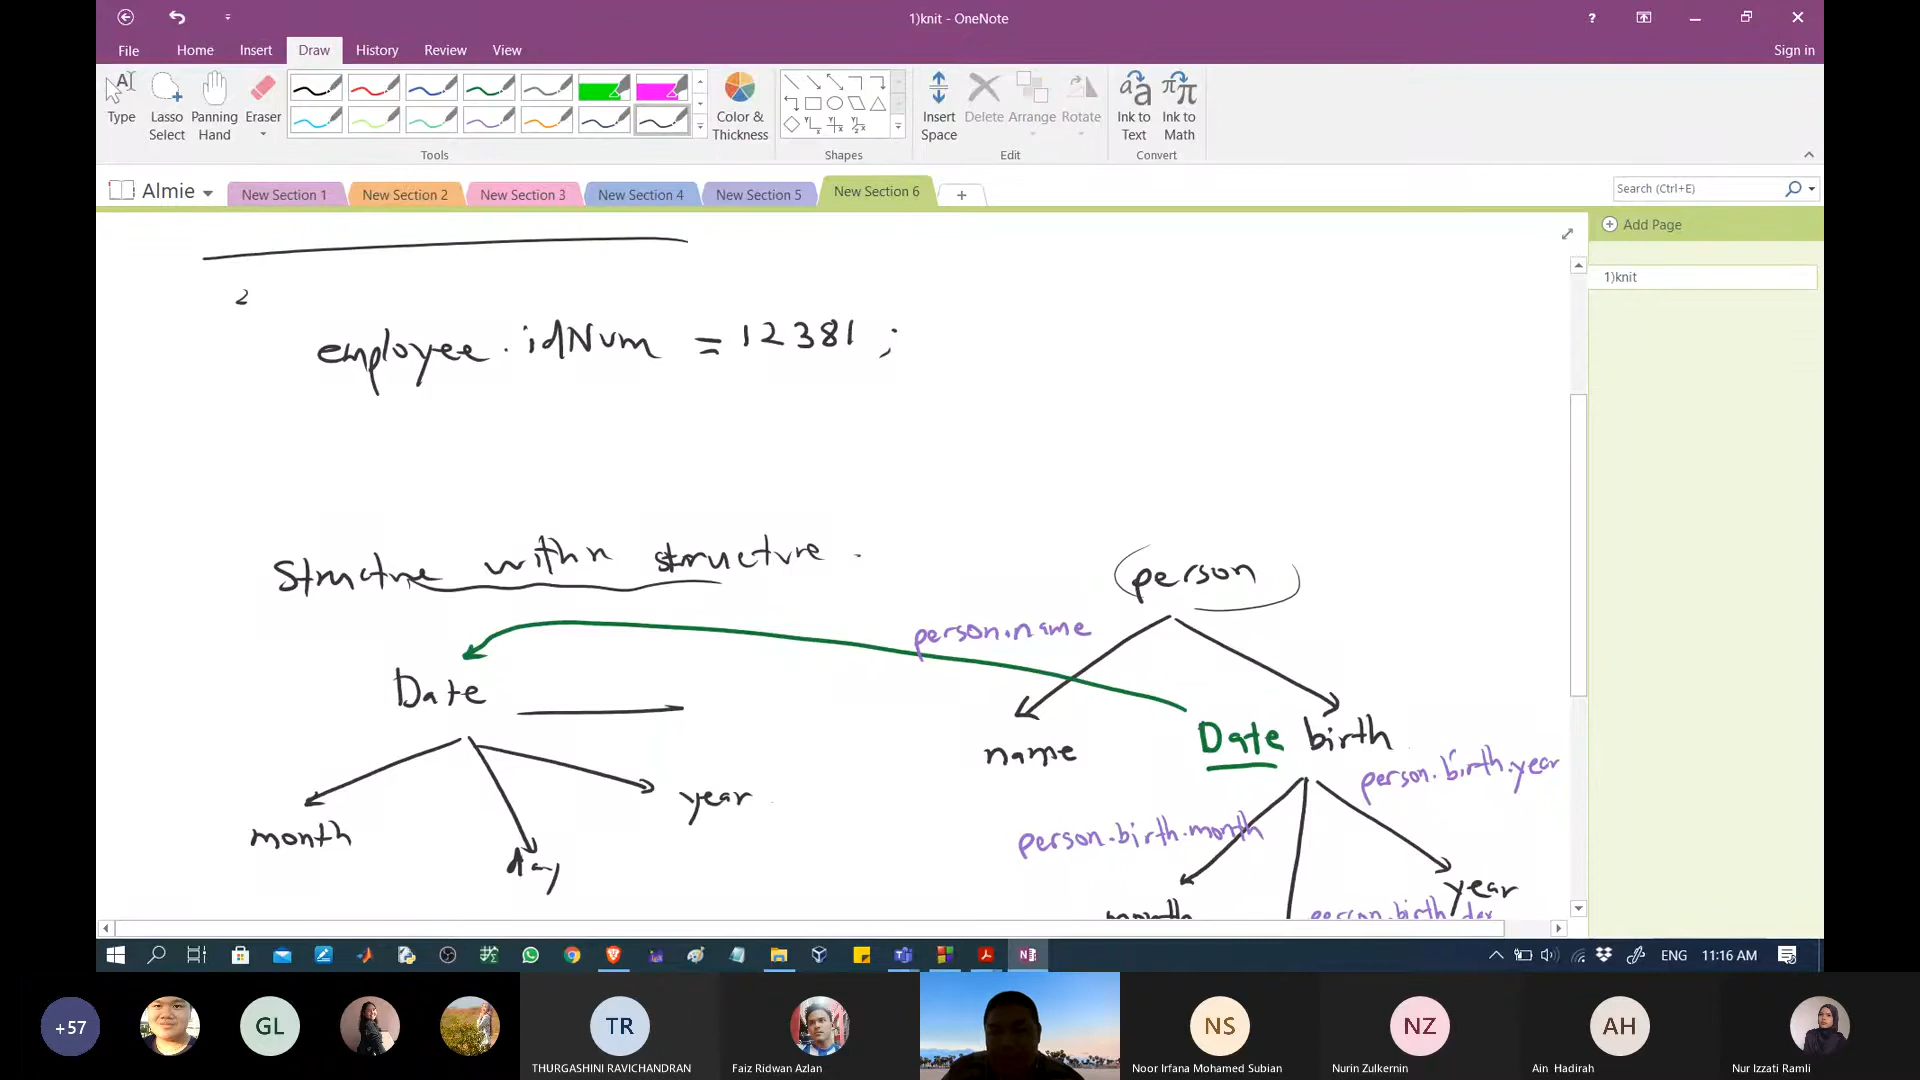 1)knit - OneNote
?
File
Home
Insert
Draw
History
Review
View
Sign in
Type
Lasso Select
Panning Hand
Eraser
Color & Thickness
Insert Space
Delete
Arrange
Rotate
Ink to Text
Ink to Math
Tools
Shapes
Edit
Convert
Almie
New Section 1
New Section 2
New Section 3
New Section 4
New Section 5
New Section 6
+
Search (Ctrl+E)
Add Page
1)knit
2
employee.idNum = 12381 ;
Structure within structure.
person
person.name
Date
name
Date birth
person.birth.year
month
day
year
person.birth.month
year
month
person.birth.day
ENG
11:16 AM
+57
GL
TR
NS
NZ
AH
THURGASHINI RAVICHANDRAN
Faiz Ridwan Azlan
Noor Irfana Mohamed Subian
Nurin Zulkernin
Ain Hadirah
Nur Izzati Ramli